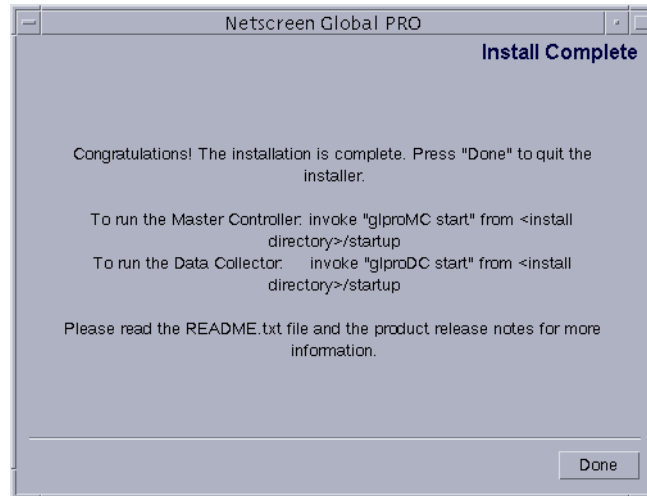 Netscreen Global PRO
Install Complete
Congratulations! The installation is complete. Press "Done" to quit the
installer.
To run the Master Controller: invoke "glproMC start" from <install
directory>/startup
To run the Data Collector: invoke "glproDC start" from <install
directory>/startup
Please read the README.txt file and the product release notes for more
information.
Done